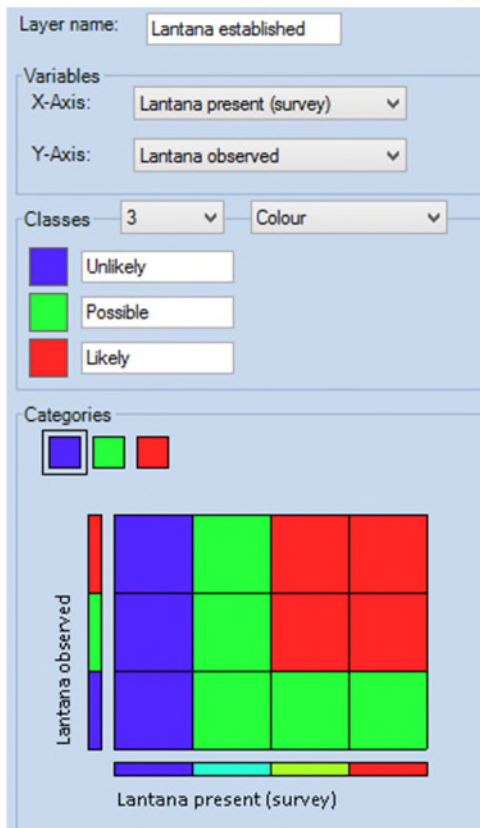 Layer name: Lantana established
Variables
X-Axis: Lantana present (survey)
Y-Axis: Lantana observed
Classes 3 Colour
Unlikely
Possible
Likely
Categories
Lantana observed
Lantana present (survey)